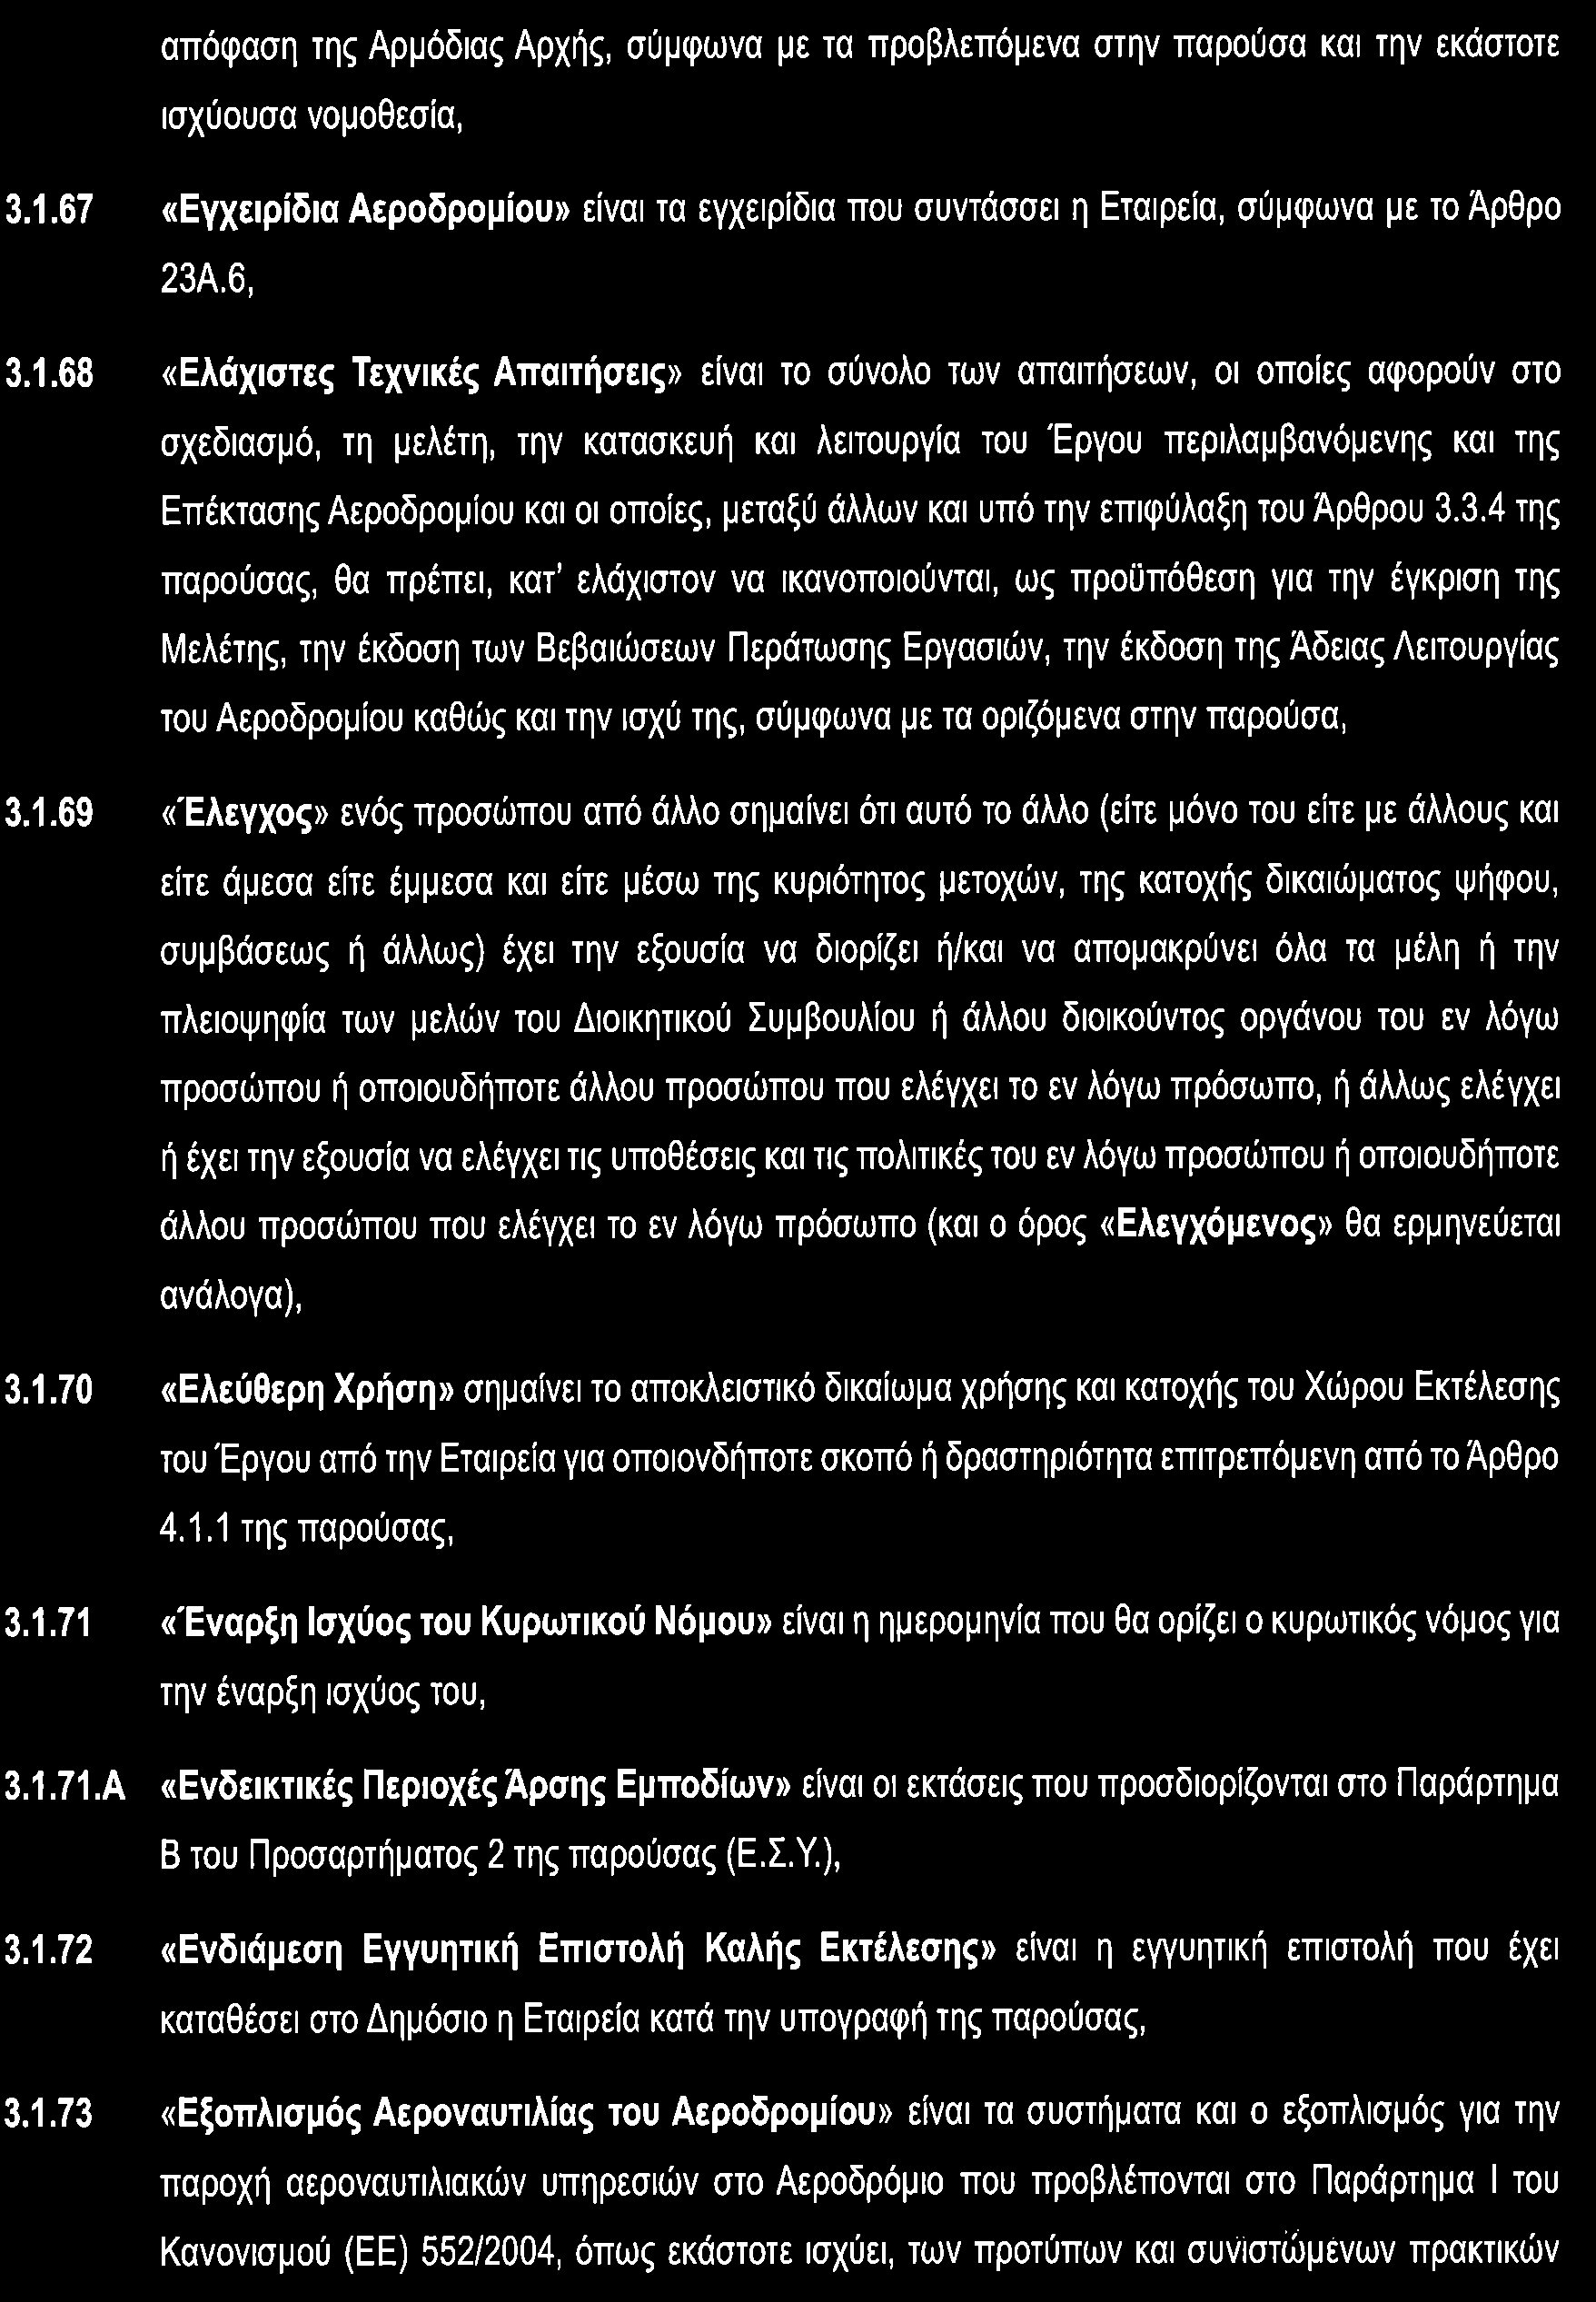 απόφαση της Αρμόδιας Αρχής, σύμφωνα με τα προβλεπόμενα στην παρούσα και την εκάστοτε
ισχύουσα νομοθεσία,
3.1.67 «Εγχειρίδια Αεροδρομίου» είναι τα εγχειρίδια που συντάσσει η Εταιρεία, σύμφωνα με το Άρθρο
23Α.6,
3.1.68 «Ελάχιστες Τεχνικές Απαιτήσεις» είναι το σύνολο των απαιτήσεων, οι οποίες αφορούν στο
σχεδιασμό, τη μελέτη, την κατασκευή και λειτουργία του Έργου περιλαμβανόμενης και της
Επέκτασης Αεροδρομίου και οι οποίες, μεταξύ άλλων και υπό την επιφύλαξη του Άρθρου 3.3.4 της
παρούσας, θα πρέπει, κατ’ ελάχιστον να ικανοποιούνται, ως προϋπόθεση για την έγκριση της
Μελέτης, την έκδοση των Βεβαιώσεων Περάτωσης Εργασιών, την έκδοση της Άδειας Λειτουργίας
του Αεροδρομίου καθώς και την ισχύ της, σύμφωνα με τα οριζόμενα στην παρούσα,
3.1.69 «Έλεγχος» ενός προσώπου από άλλο σημαίνει ότι αυτό το άλλο (είτε μόνο του είτε με άλλους και
είτε άμεσα είτε έμμεσα και είτε μέσω της κυριότητος μετοχών, της κατοχής δικαιώματος ψήφου,
συμβάσεως ή άλλως) έχει την εξουσία να διορίζει ή/και να απομακρύνει όλα τα μέλη ή την
πλειοψηφία των μελών του Διοικητικού Συμβουλίου ή άλλου διοικούντος οργάνου του εν λόγω
προσώπου ή οποιουδήποτε άλλου προσώπου που ελέγχει το εν λόγω πρόσωπο, ή άλλως ελέγχει
ή έχει την εξουσία να ελέγχει τις υποθέσεις και τις πολιτικές του εν λόγω προσώπου ή οποιουδήποτε
άλλου προσώπου που ελέγχει το εν λόγω πρόσωπο (και ο όρος «Ελεγχόμενος» θα ερμηνεύεται
ανάλογα),
3.1.70 «Ελεύθερη Χρήση» σημαίνει το αποκλειστικό δικαίωμα χρήσης και κατοχής του Χώρου Εκτέλεσης
του Έργου από την Εταιρεία για οποιονδήποτε σκοπό ή δραστηριότητα επιτρεπόμενη από το Άρθρο
4.1.1 της παρούσας,
3.1.71 «Έναρξη Ισχύος του Κυρωτικού Νόμου» είναι η ημερομηνία που θα ορίζει ο κυρωτικός νόμος για
την έναρξη ισχύος του,
3.1.71.Α «Ενδεικτικές Περιοχές Άρσης Εμποδίων» είναι οι εκτάσεις που προσδιορίζονται στο Παράρτημα
Β του Προσαρτήματος 2 της παρούσας (Ε.Σ.Υ.),
3.1.72 «Ενδιάμεση Εγγυητική Επιστολή Καλής Εκτέλεσης» είναι η εγγυητική επιστολή που έχει
καταθέσει στο Δημόσιο η Εταιρεία κατά την υπογραφή της παρούσας,
3.1.73 «Εξοπλισμός Αεροναυτιλίας του Αεροδρομίου» είναι τα συστήματα και ο εξοπλισμός για την
παροχή αεροναυτιλιακών υπηρεσιών στο Αεροδρόμιο που προβλέπονται στο Παράρτημα Ι του
Κανονισμού (ΕΕ) 552/2004, όπως εκάστοτε ισχύει, των προτύπων και συνιστώμενων πρακτικών